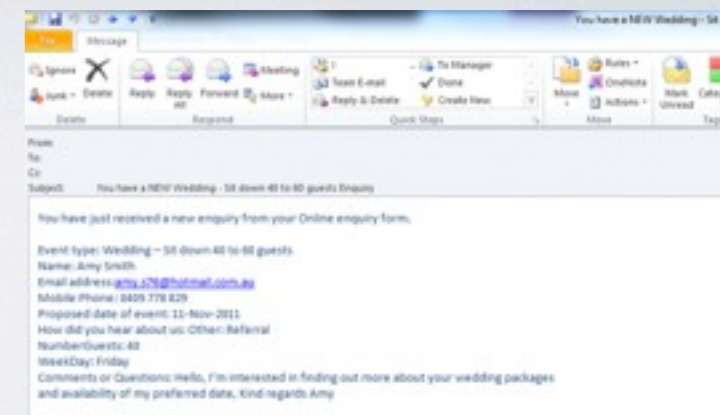 You have a NEW Wedding - Sit
File Message
Ignore Meeting To Manager Rules
Team E-mail Done OneNote
Junk Delete Reply Reply All Forward More Reply & Delete Create New Move Actions Mark Unread
Delete Respond Quick Steps Move Tag
From:
To:
Cc:
Subject: You have a NEW Wedding - Sit down 40 to 60 guests Enquiry
You have just received a new enquiry from your Online enquiry form.
Event type: Wedding – Sit down 40 to 60 guests
Name: Amy Smith
Email address:amy.s76@hotmail.com.au
Mobile Phone: 0409 778 829
Proposed date of event: 11-Nov-2011
How did you hear about us: Other: Referral
NumberGuests: 40
WeekDay: Friday
Comments or Questions: Hello, I'm interested in finding out more about your wedding packages
and availability of my preferred date, Kind regards Amy